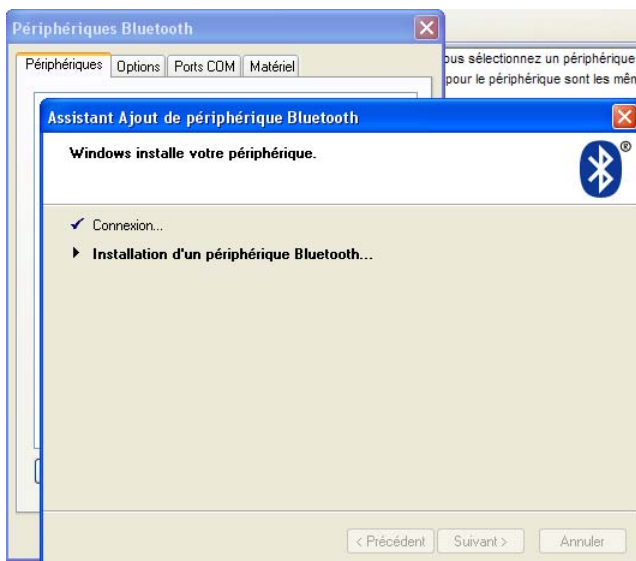 Périphériques Bluetooth
Périphériques
Options
Ports COM
Matériel
ous sélectionnez un périphérique
pour le périphérique sont les mêm
Assistant Ajout de périphérique Bluetooth
Windows installe votre périphérique.
®
Connexion...
Installation d'un périphérique Bluetooth...
< Précédent
Suivant >
Annuler